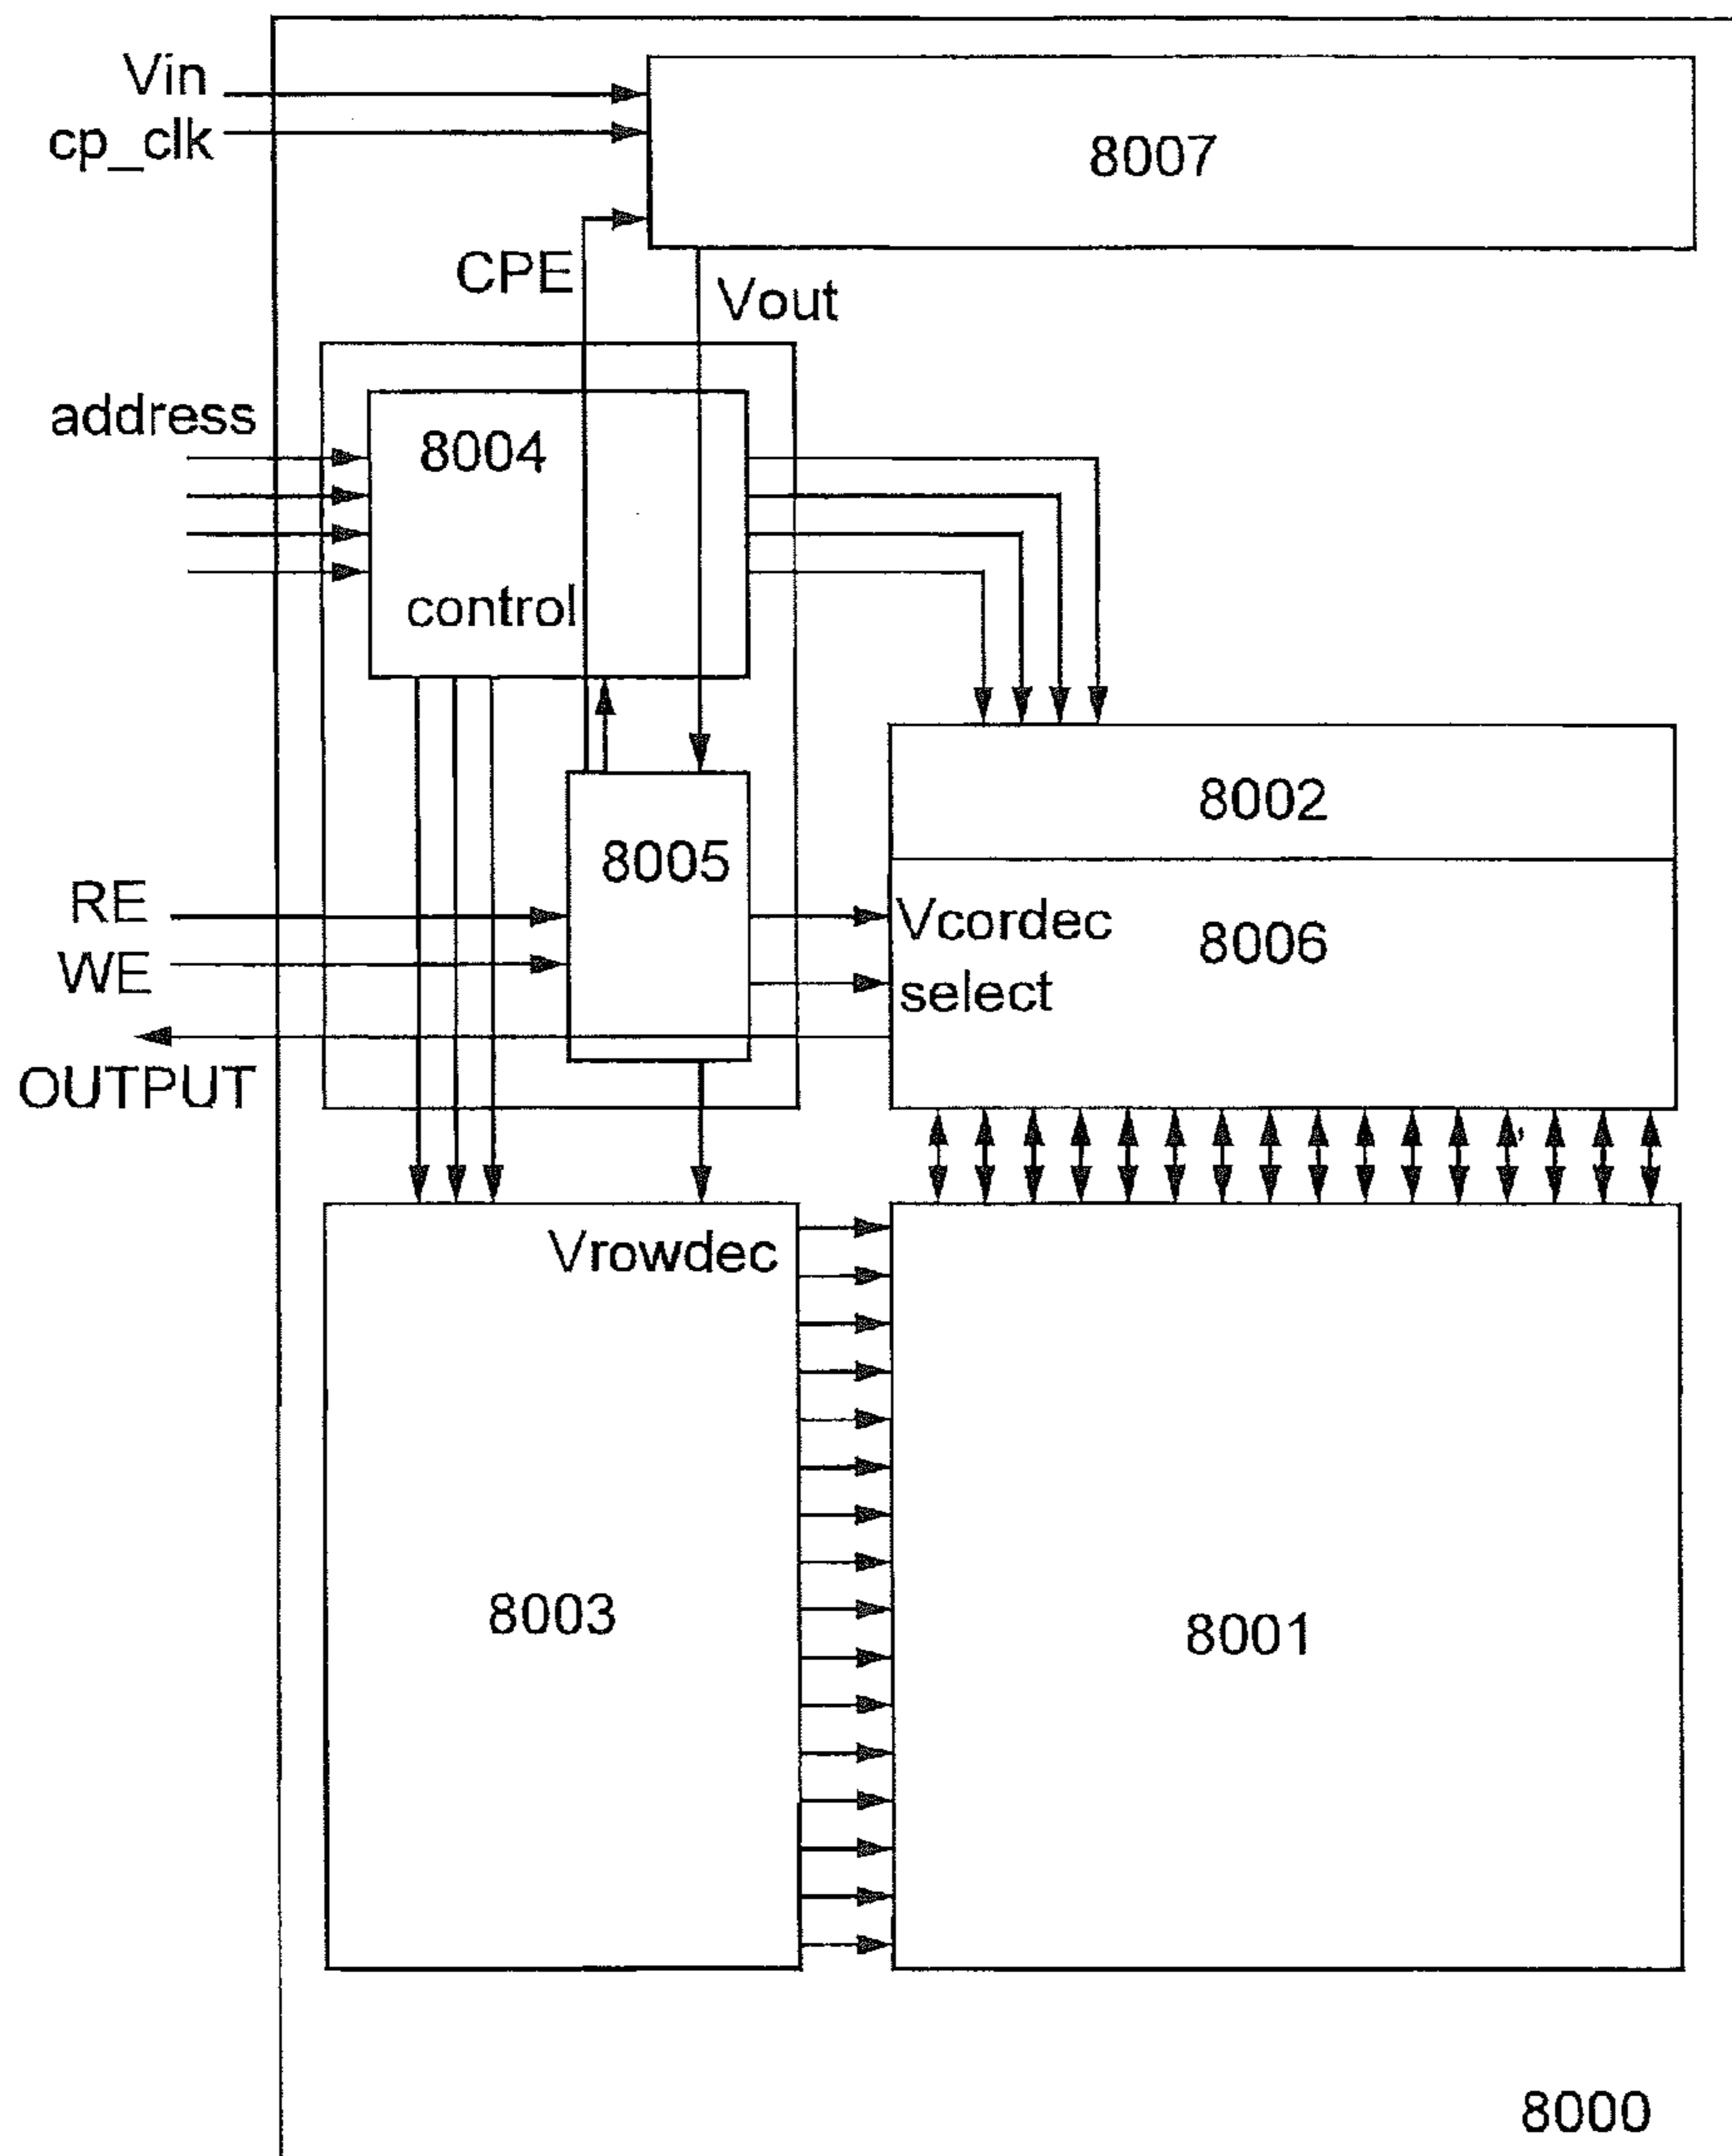 Vin
cp_clk
8007
CPE
Vout
address
8004
control
8002
8005
RE
Vcordec
8006
WE
select
OUTPUT
Vrowdec
8003
8001
8000